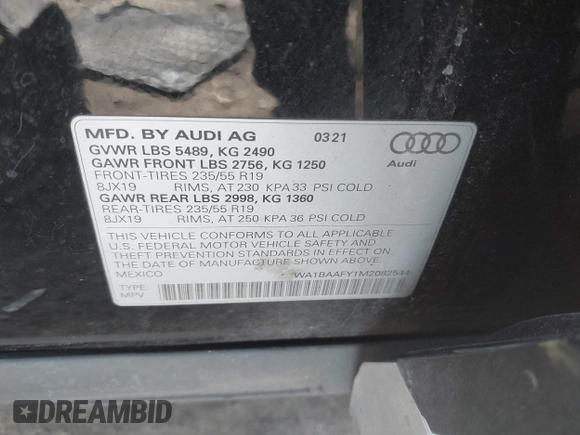 MFD. BY AUDI AG 0321
GVWR LBS 5489, KG 2490
GAWR FRONT LBS 2756, KG 1250
FRONT-TIRES 235/55 R19
8JX19 RIMS, AT 230 KPA 33 PSI COLD
GAWR REAR LBS 2998, KG 1360
REAR-TIRES 235/55 R19
8JX19 RIMS, AT 250 KPA 36 PSI COLD
Audi
THIS VEHICLE CONFORMS TO ALL APPLICABLE
U.S. FEDERAL MOTOR VEHICLE SAFETY AND
THEFT PREVENTION STANDARDS IN EFFECT ON
THE DATE OF MANUFACTURE SHOWN ABOVE.
MEXICO WA1BAAFY1M2082544
TYPE:
MPV
DREAMBID